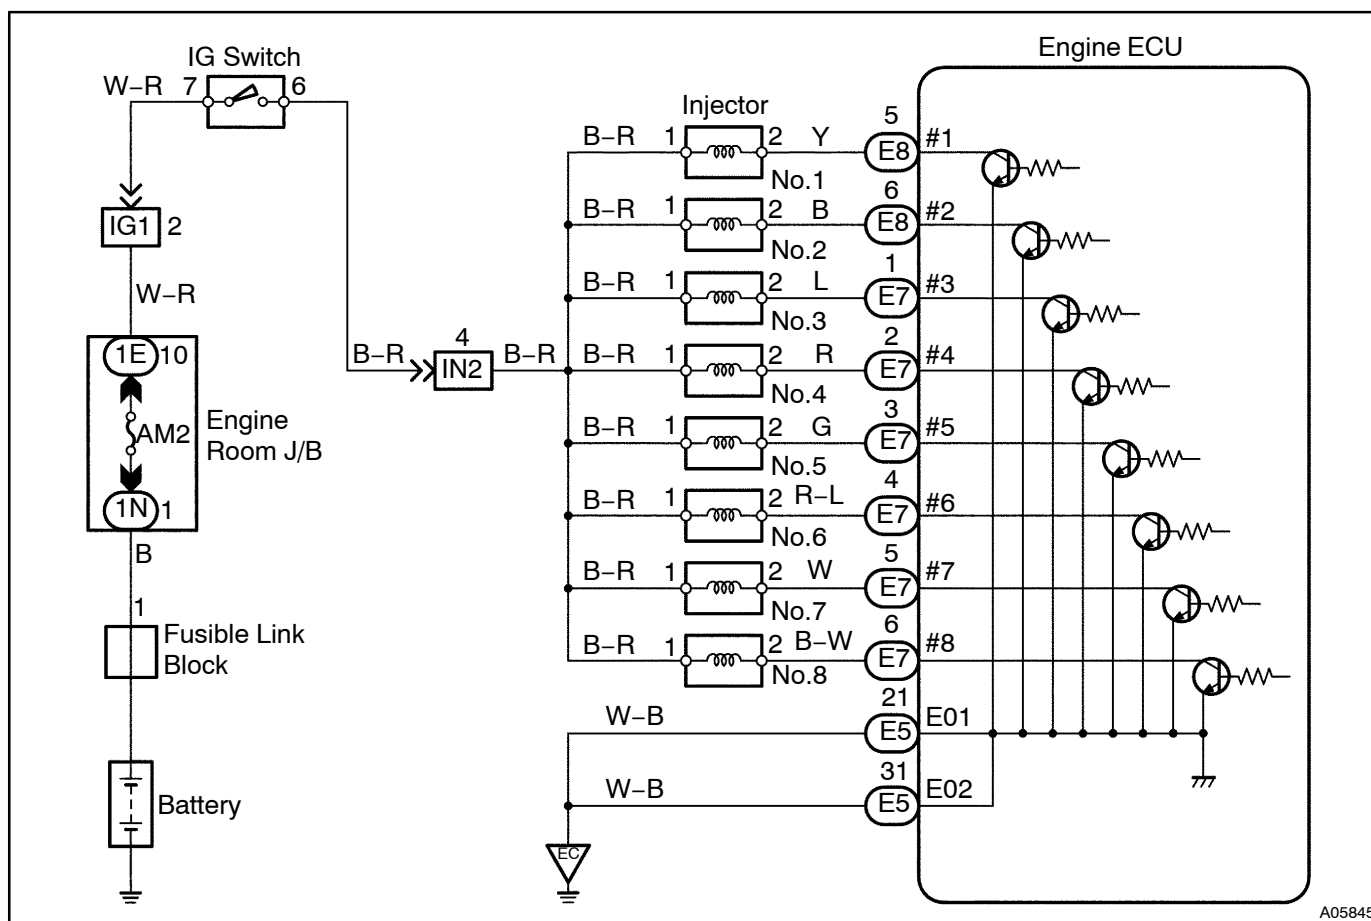 IG Switch
W–R 7 6
IG1 2
W–R
1E 10
AM2
Engine
Room J/B
1N 1
B
1
Fusible Link
Block
Battery
B–R
4
IN2
B–R
Injector
Engine ECU
B–R 1 2 Y 5 E8 #1
No.1
B–R 1 2 B 6 E8 #2
No.2
B–R 1 2 L 1 E7 #3
No.3
B–R 1 2 R 2 E7 #4
No.4
B–R 1 2 G 3 E7 #5
No.5
B–R 1 2 R–L 4 E7 #6
No.6
B–R 1 2 W 5 E7 #7
No.7
B–R 1 2 B–W 6 E7 #8
No.8
W–B 21 E5 E01
W–B 31 E5 E02
EC
A05845